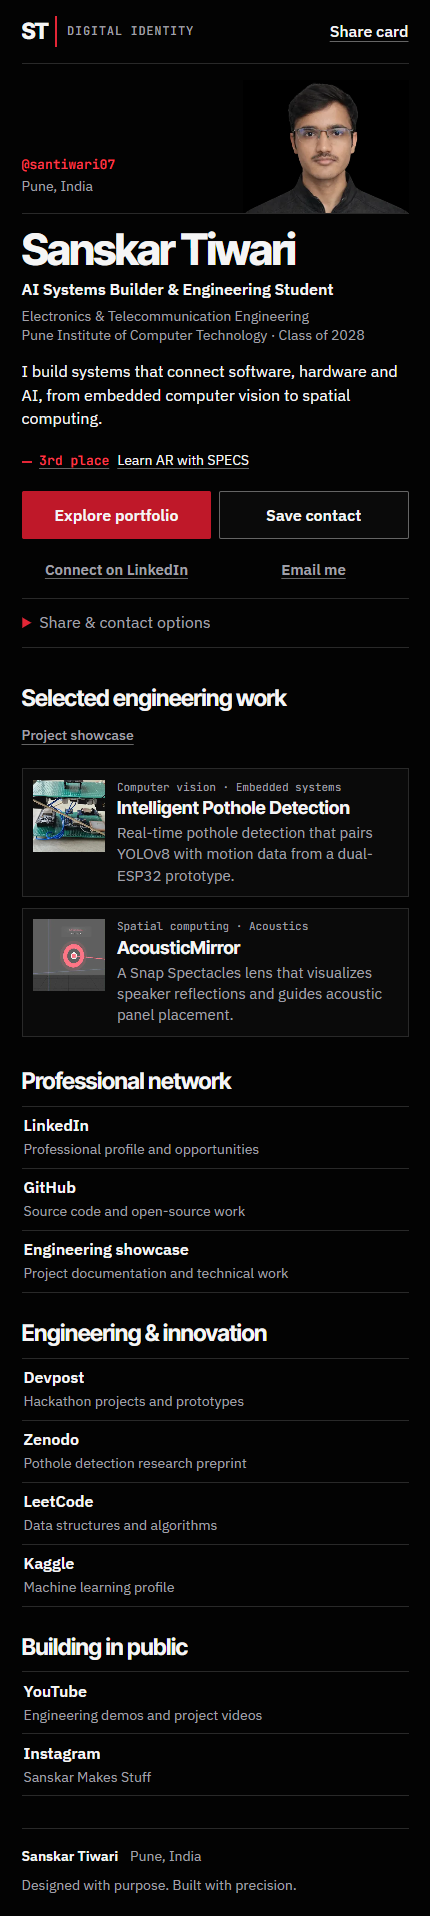 ST DIGITAL IDENTITY Share card
@santiwari07
Pune, India
Sanskar Tiwari
AI Systems Builder & Engineering Student
Electronics & Telecommunication Engineering
Pune Institute of Computer Technology · Class of 2028
I build systems that connect software, hardware and
AI, from embedded computer vision to spatial
computing.
— 3rd place Learn AR with SPECS
Explore portfolio Save contact
Connect on LinkedIn Email me
▶ Share & contact options
Selected engineering work
Project showcase
Computer vision · Embedded systems
Intelligent Pothole Detection
Real-time pothole detection that pairs
YOLOv8 with motion data from a dual-
ESP32 prototype.
Spatial computing · Acoustics
AcousticMirror
A Snap Spectacles lens that visualizes
speaker reflections and guides acoustic
panel placement.
Professional network
LinkedIn
Professional profile and opportunities
GitHub
Source code and open-source work
Engineering showcase
Project documentation and technical work
Engineering & innovation
Devpost
Hackathon projects and prototypes
Zenodo
Pothole detection research preprint
LeetCode
Data structures and algorithms
Kaggle
Machine learning profile
Building in public
YouTube
Engineering demos and project videos
Instagram
Sanskar Makes Stuff
Sanskar Tiwari Pune, India
Designed with purpose. Built with precision.